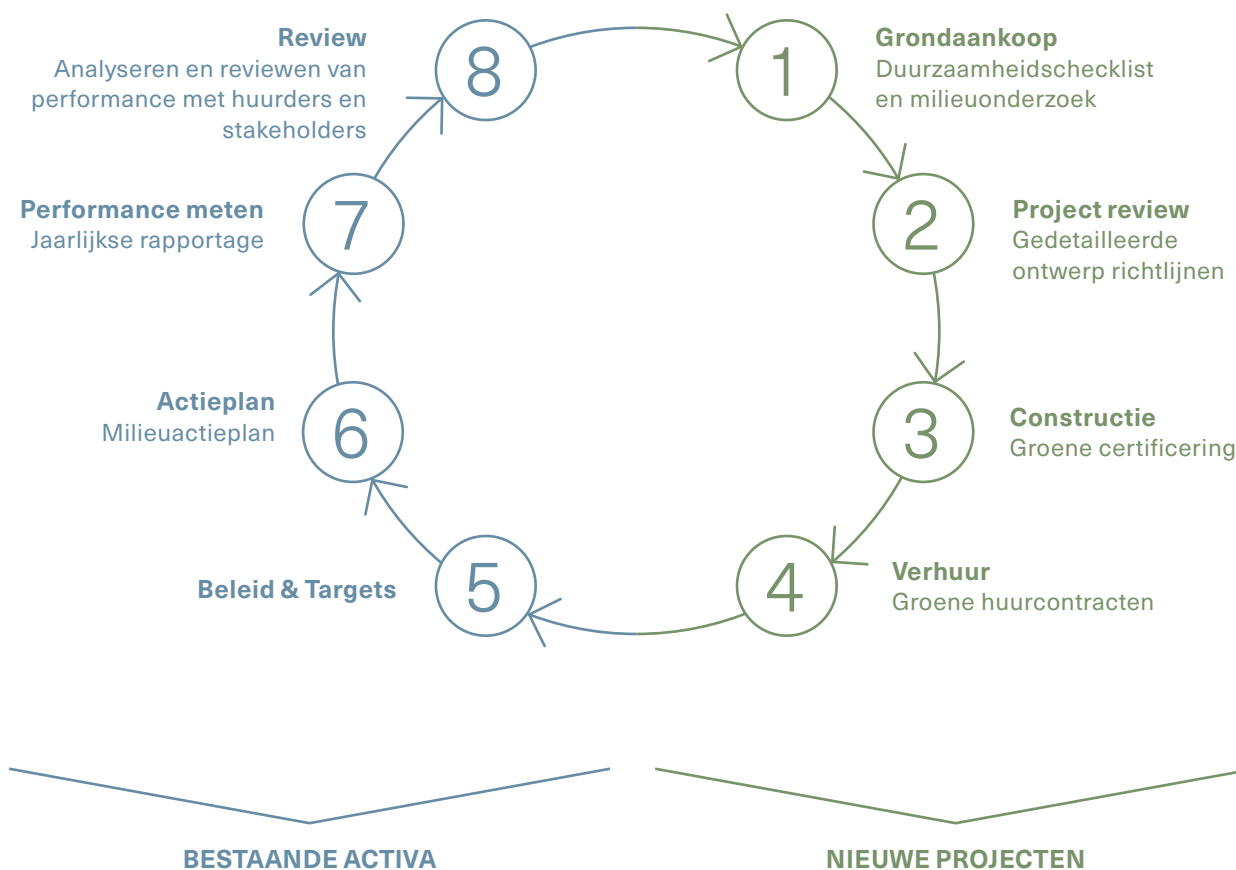 1
Grondaankoop
Duurzaamheidschecklist
en milieuonderzoek
2
Project review
Gedetailleerde
ontwerp richtlijnen
3
Constructie
Groene certificering
4
Verhuur
Groene huurcontracten
5
Beleid & Targets
6
Actieplan
Milieuactieplan
7
Performance meten
Jaarlijkse rapportage
8
Review
Analyseren en reviewen van
performance met huurders en
stakeholders
BESTAANDE ACTIVA
NIEUWE PROJECTEN